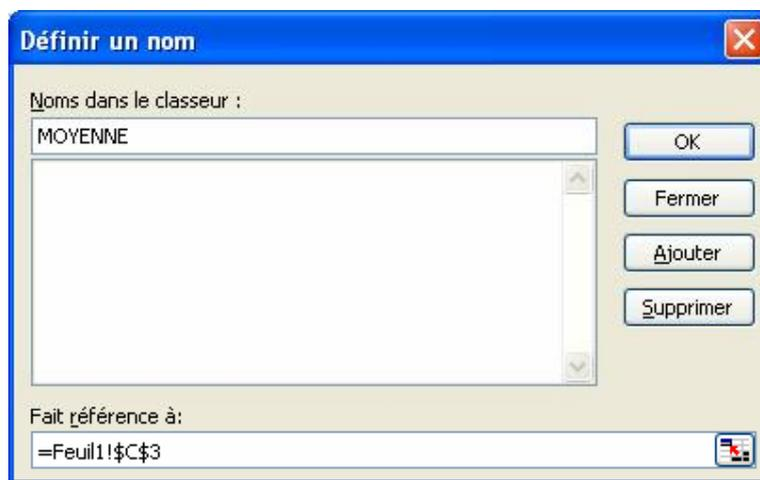 Définir un nom
Noms dans le classeur :
MOYENNE
OK
Fermer
Ajouter
Supprimer
Fait référence à:
=Feuil1!$C$3